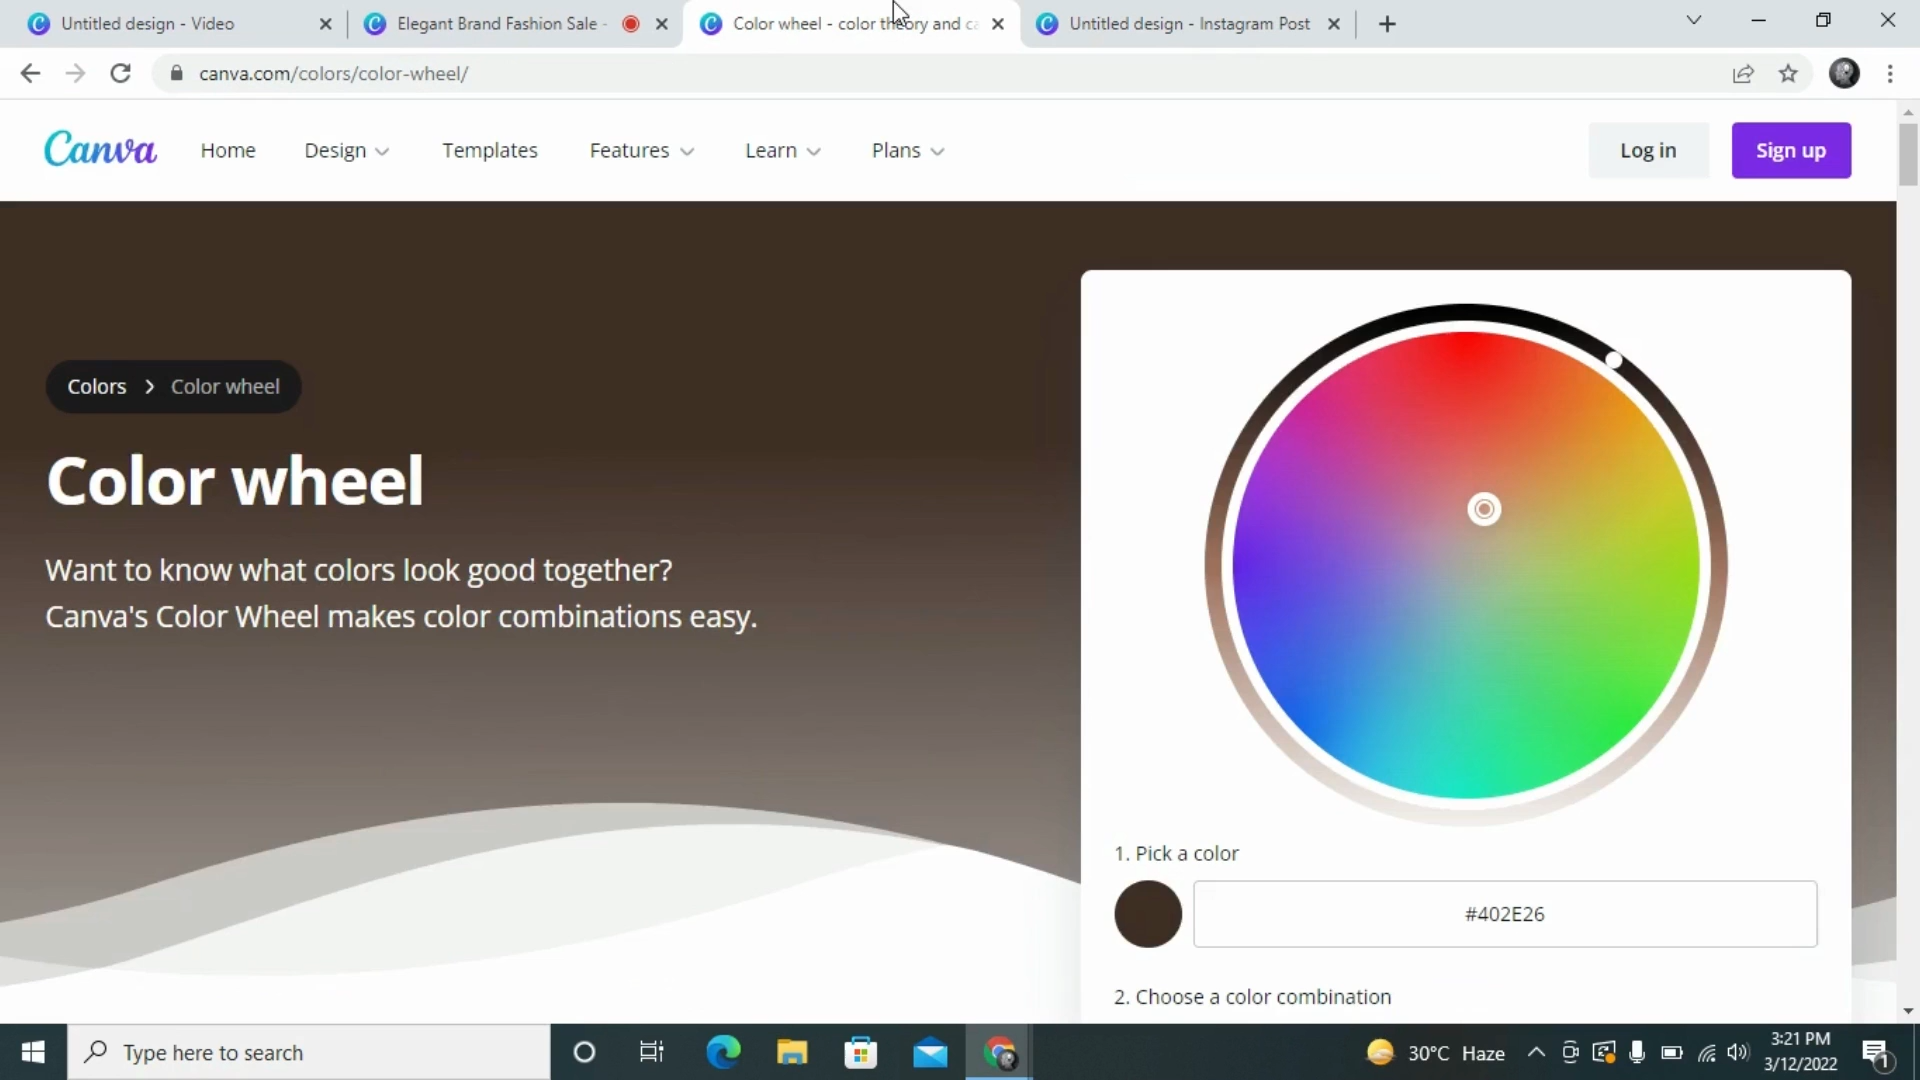 Untitled design - Video
Elegant Brand Fashion Sale -
Color wheel - color theory and ca
Untitled design - Instagram Post
canva.com/colors/color-wheel/
Canva
Home
Design
Templates
Features
Learn
Plans
Log in
Sign up
Colors > Color wheel
Color wheel
Want to know what colors look good together?
Canva's Color Wheel makes color combinations easy.
1. Pick a color
#402E26
2. Choose a color combination
Type here to search
30°C Haze
3:21 PM
3/12/2022
1